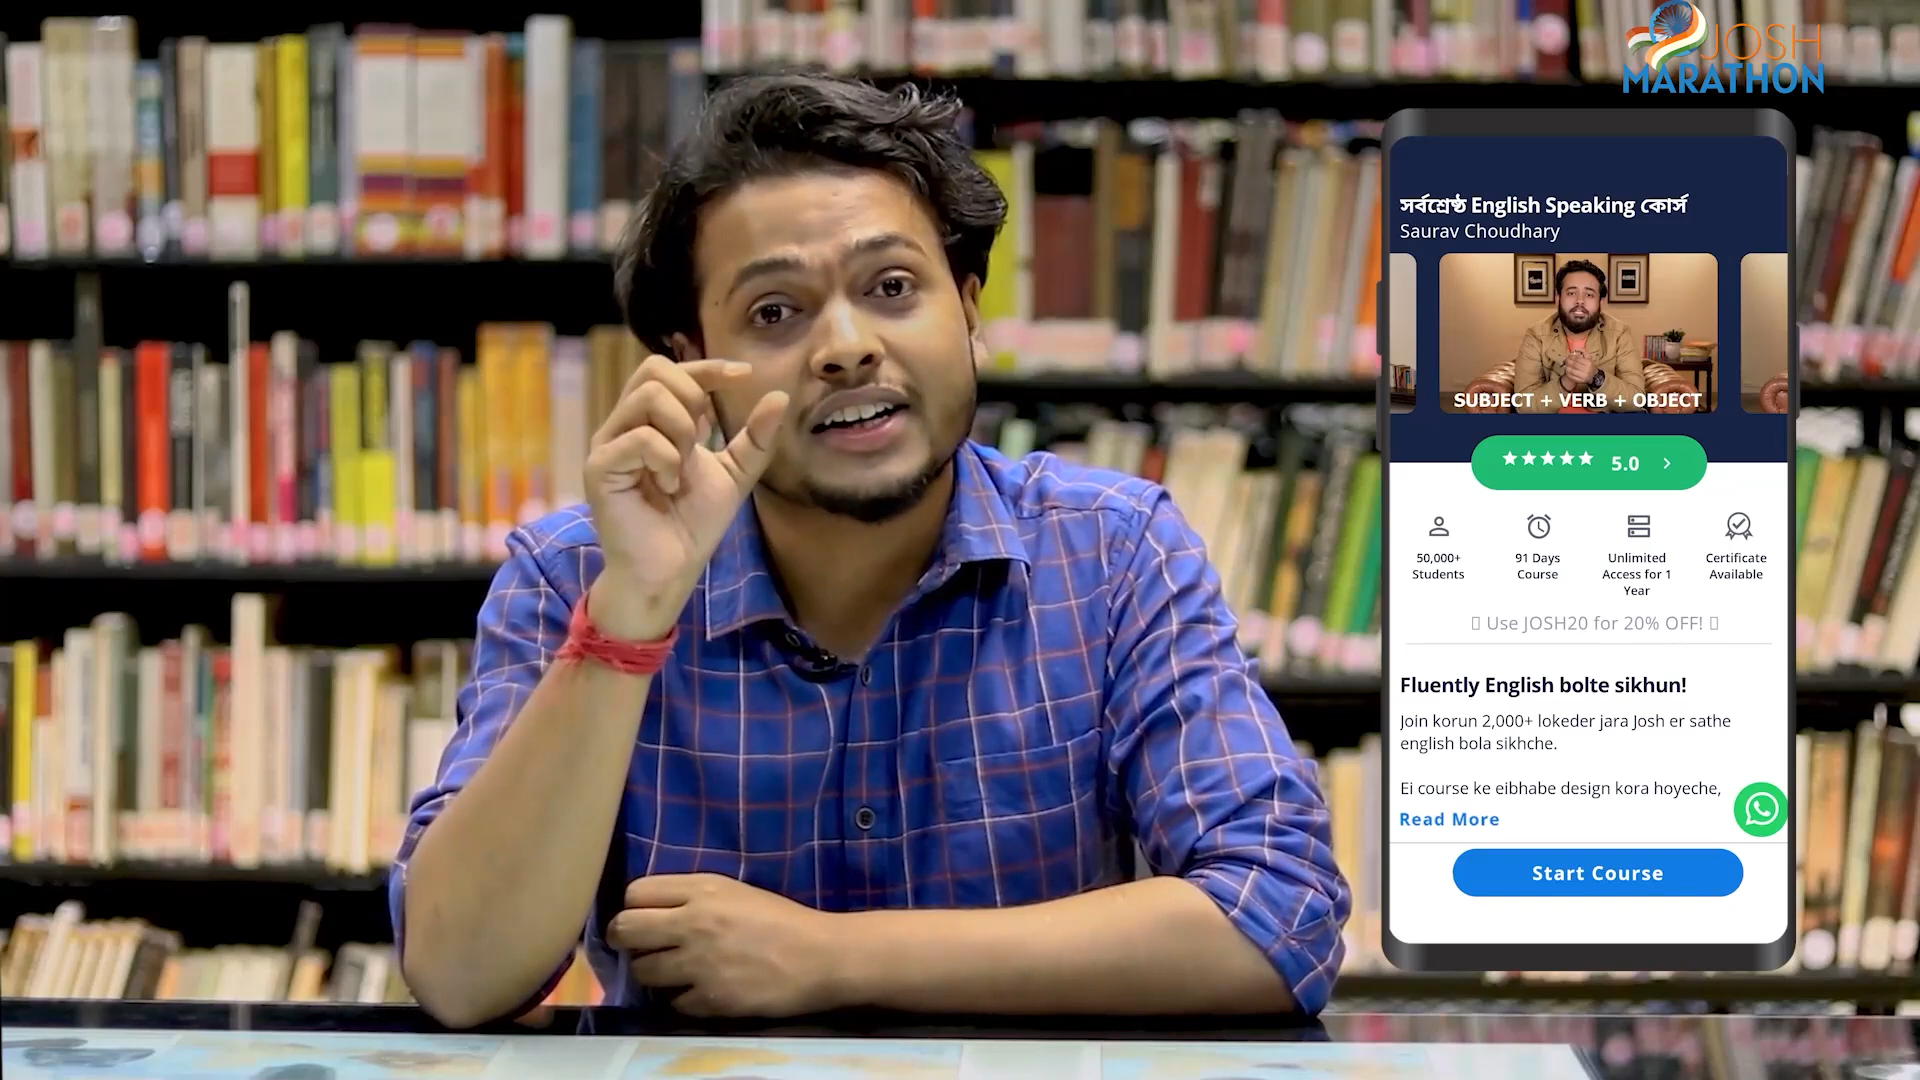 JOSH
MARATHON
সর্বশ্রেষ্ঠ English Speaking কোর্স
Saurav Choudhary
SUBJECT + VERB + OBJECT
5.0
50,000+
Students
91 Days
Course
Unlimited
Access for 1
Year
Certificate
Available
Use JOSH20 for 20% OFF!
Fluently English bolte sikhun!
Join korun 2,000+ lokeder jara Josh er sathe
english bola sikhche.
Ei course ke eibhabe design kora hoyeche,
Read More
Start Course